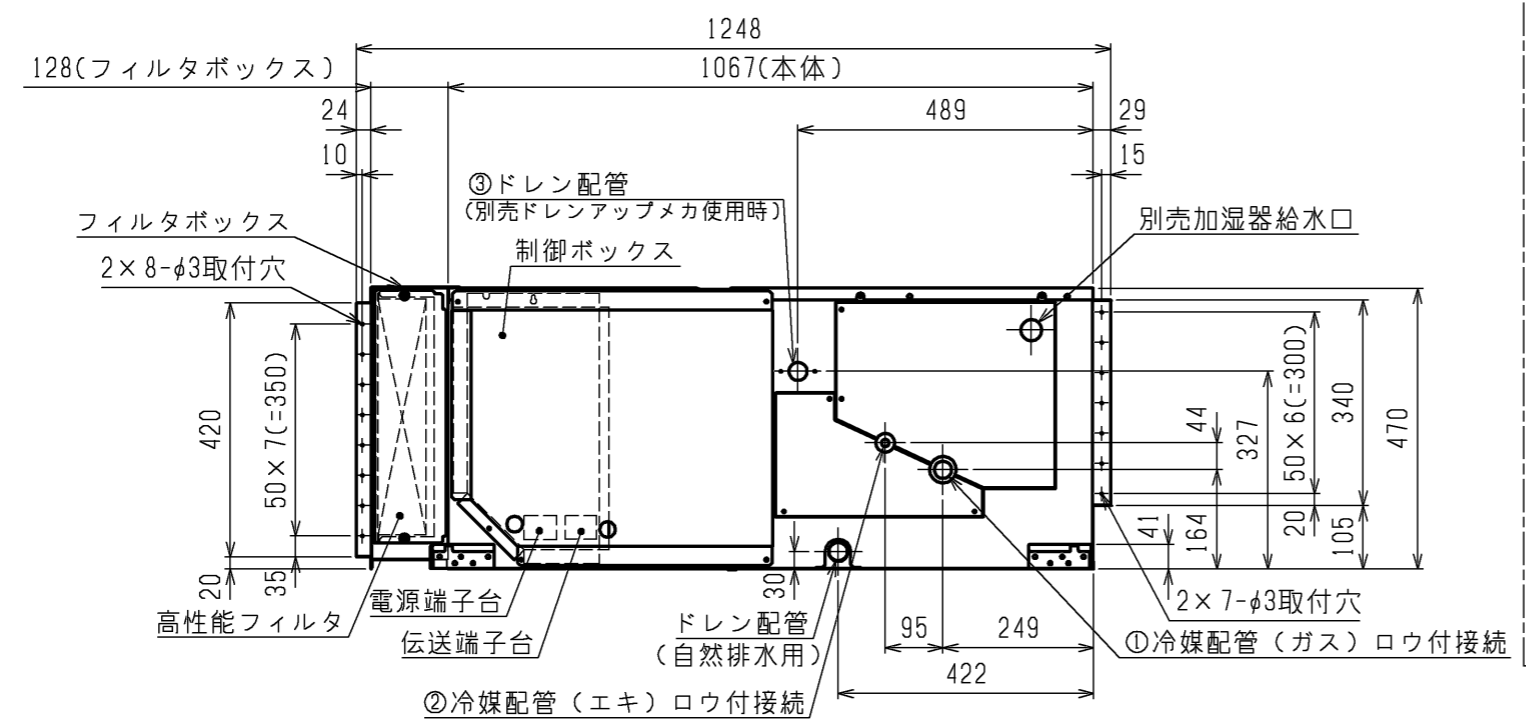 1248
128(フィルタボックス)
1067(本体)
24
489
29
10
15
③ドレン配管
(別売ドレンアップメカ使用時)
フィルタボックス
別売加湿器給水口
制御ボックス
2×8-φ3取付穴
420
50×7(=350)
44
327
50×6(=300)
340
470
41
164
20
105
20
35
30
電源端子台
2×7-φ3取付穴
高性能フィルタ
ドレン配管
95
249
伝送端子台
(自然排水用)
①冷媒配管(ガス)ロウ付接続
422
②冷媒配管(エキ)ロウ付接続